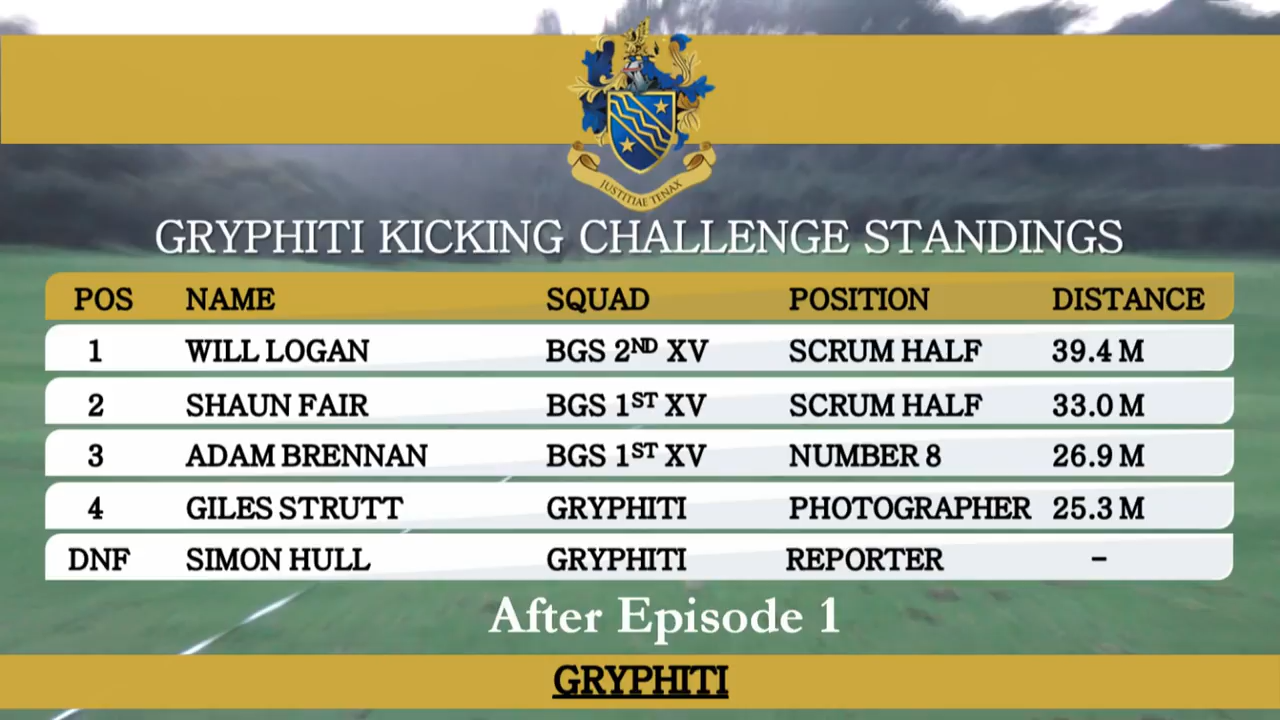 JUSTITIAE TENAX
GRYPHITI KICKING CHALLENGE STANDINGS
POS NAME SQUAD POSITION DISTANCE
1 WILL LOGAN BGS 2ND XV SCRUM HALF 39.4 M
2 SHAUN FAIR BGS 1ST XV SCRUM HALF 33.0 M
3 ADAM BRENNAN BGS 1ST XV NUMBER 8 26.9 M
4 GILES STRUTT GRYPHITI PHOTOGRAPHER 25.3 M
DNF SIMON HULL GRYPHITI REPORTER –
After Episode 1
GRYPHITI